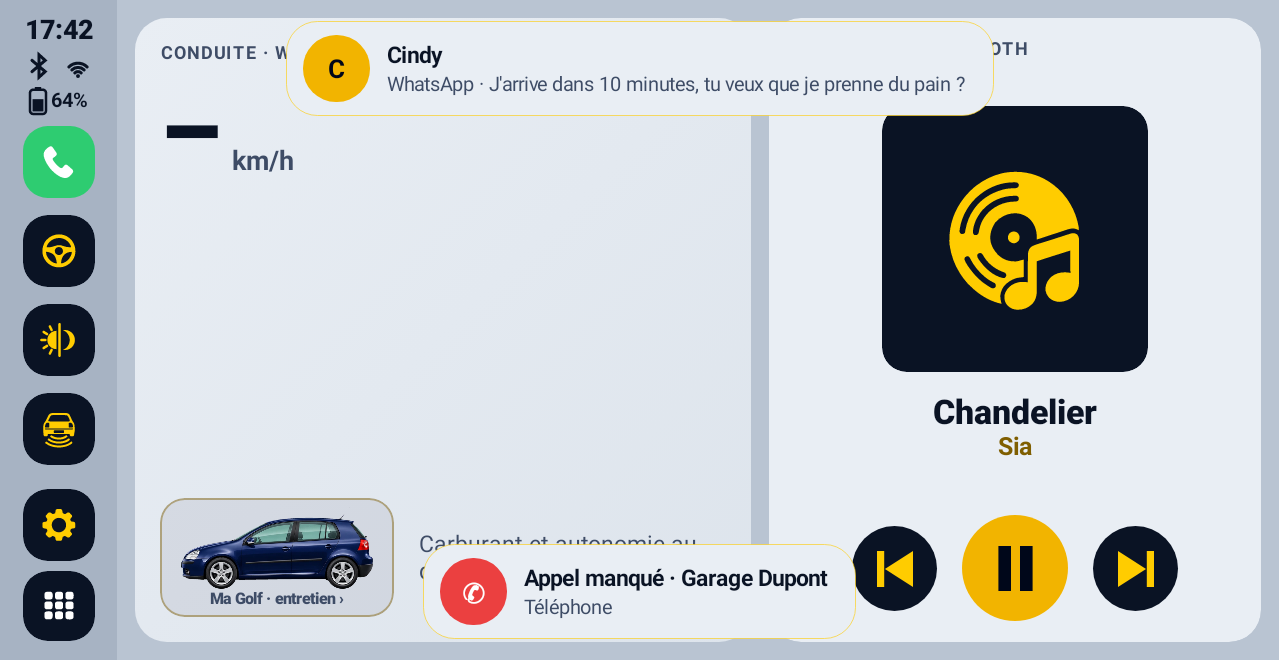 17:42
64%
CONDUITE · W
OTH
C
Cindy
WhatsApp · J'arrive dans 10 minutes, tu veux que je prenne du pain ?
km/h
Chandelier
Sia
Carburant et autonomie au
Ma Golf · entretien ›
Appel manqué · Garage Dupont
Téléphone